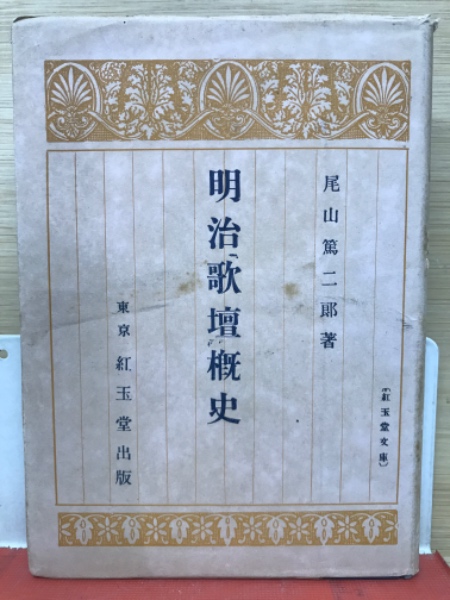 尾山篤二郎著
明治歌壇概史
東京 紅玉堂出版
(紅玉堂文庫)